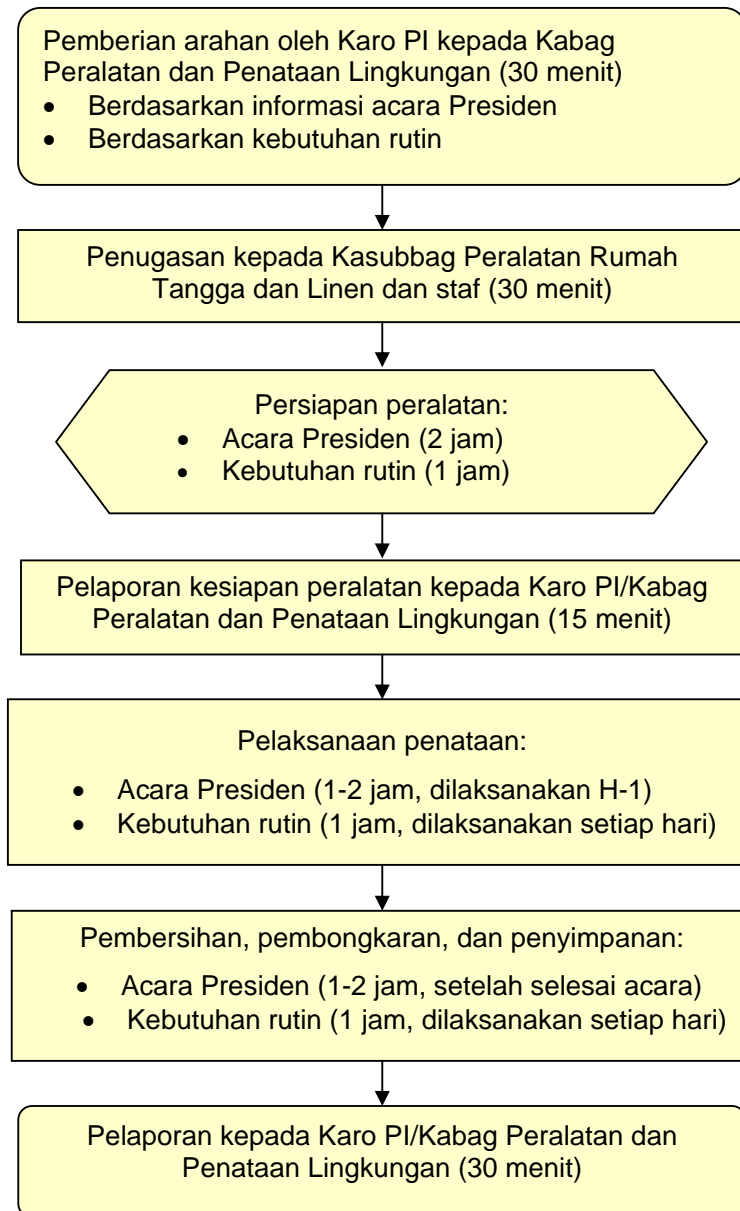 Pemberian arahan oleh Karo PI kepada Kabag
Peralatan dan Penataan Lingkungan (30 menit)
• Berdasarkan informasi acara Presiden
• Berdasarkan kebutuhan rutin
Penugasan kepada Kasubbag Peralatan Rumah
Tangga dan Linen dan staf (30 menit)
Persiapan peralatan:
• Acara Presiden (2 jam)
• Kebutuhan rutin (1 jam)
Pelaporan kesiapan peralatan kepada Karo PI/Kabag
Peralatan dan Penataan Lingkungan (15 menit)
Pelaksanaan penataan:
• Acara Presiden (1-2 jam, dilaksanakan H-1)
• Kebutuhan rutin (1 jam, dilaksanakan setiap hari)
Pembersihan, pembongkaran, dan penyimpanan:
• Acara Presiden (1-2 jam, setelah selesai acara)
• Kebutuhan rutin (1 jam, dilaksanakan setiap hari)
Pelaporan kepada Karo PI/Kabag Peralatan dan
Penataan Lingkungan (30 menit)